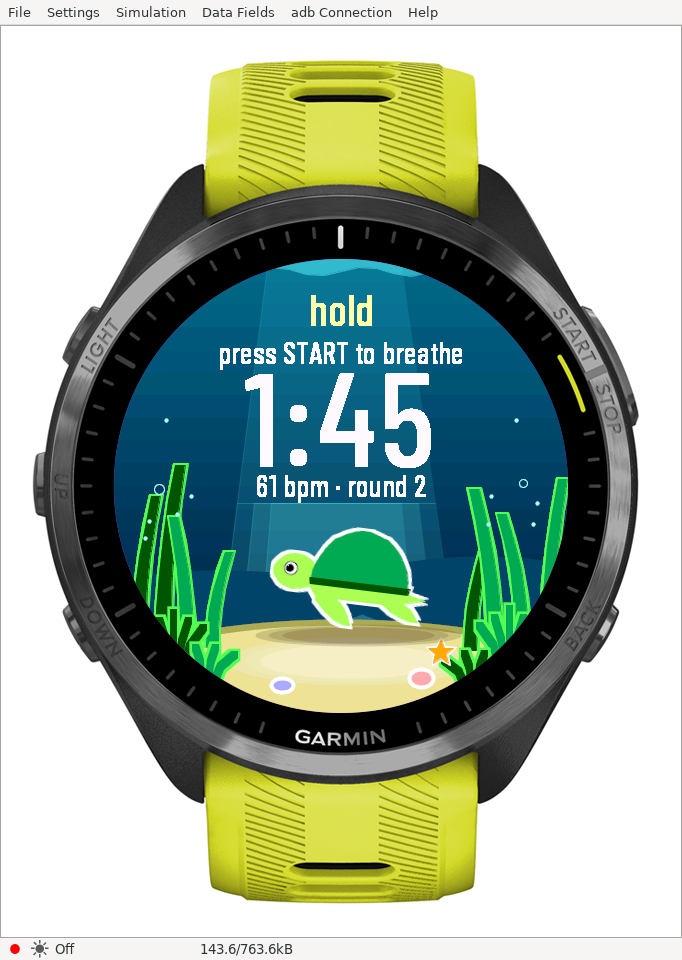 File Settings Simulation Data Fields adb Connection Help
hold
press START to breathe
1:45
61 bpm · round 2
LIGHT
START
STOP
UP
DOWN
BACK
GARMIN
Off 143.6/763.6kB